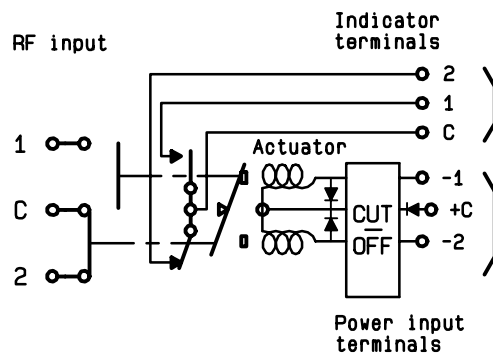 Indicator
terminals
RF input
2
1
C
Actuator
1
C
2
-1
+C
-2
CUT
OFF
Power input
terminals